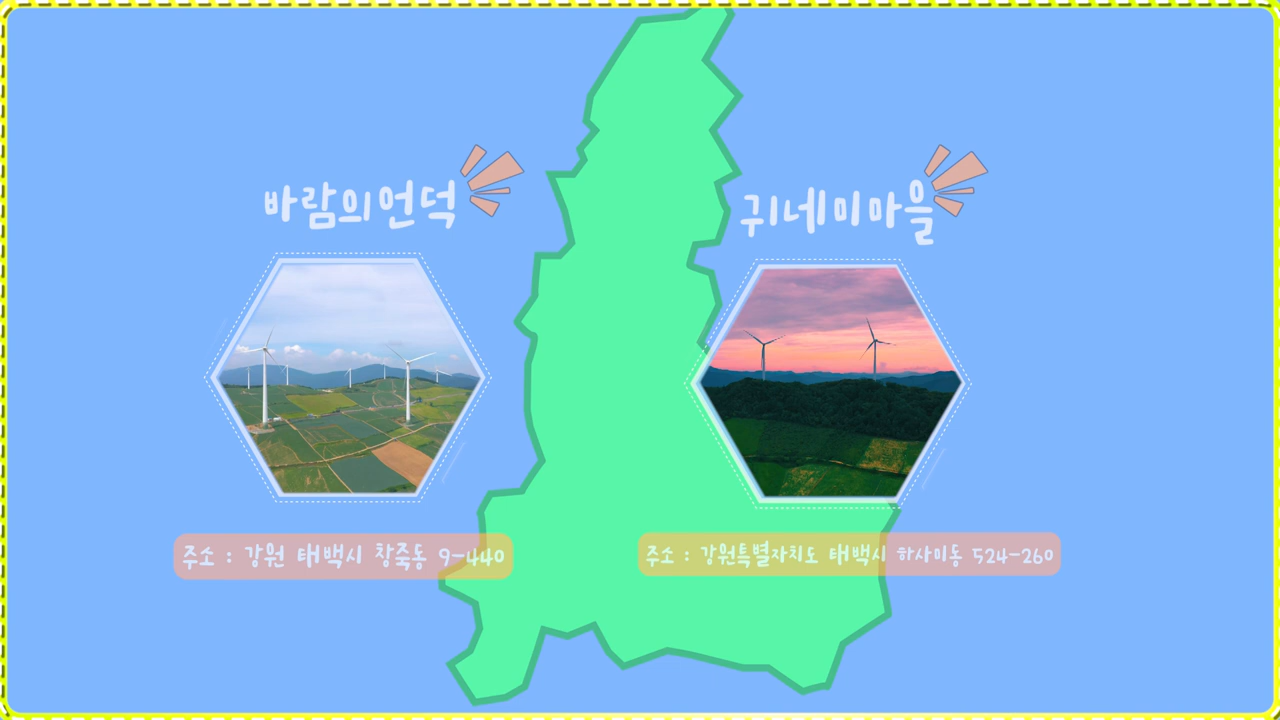 바람의언덕
귀네미마을
주소 : 강원 태백시 창죽동 9-440
주소 : 강원특별자치도 태백시 하사미동 524-260